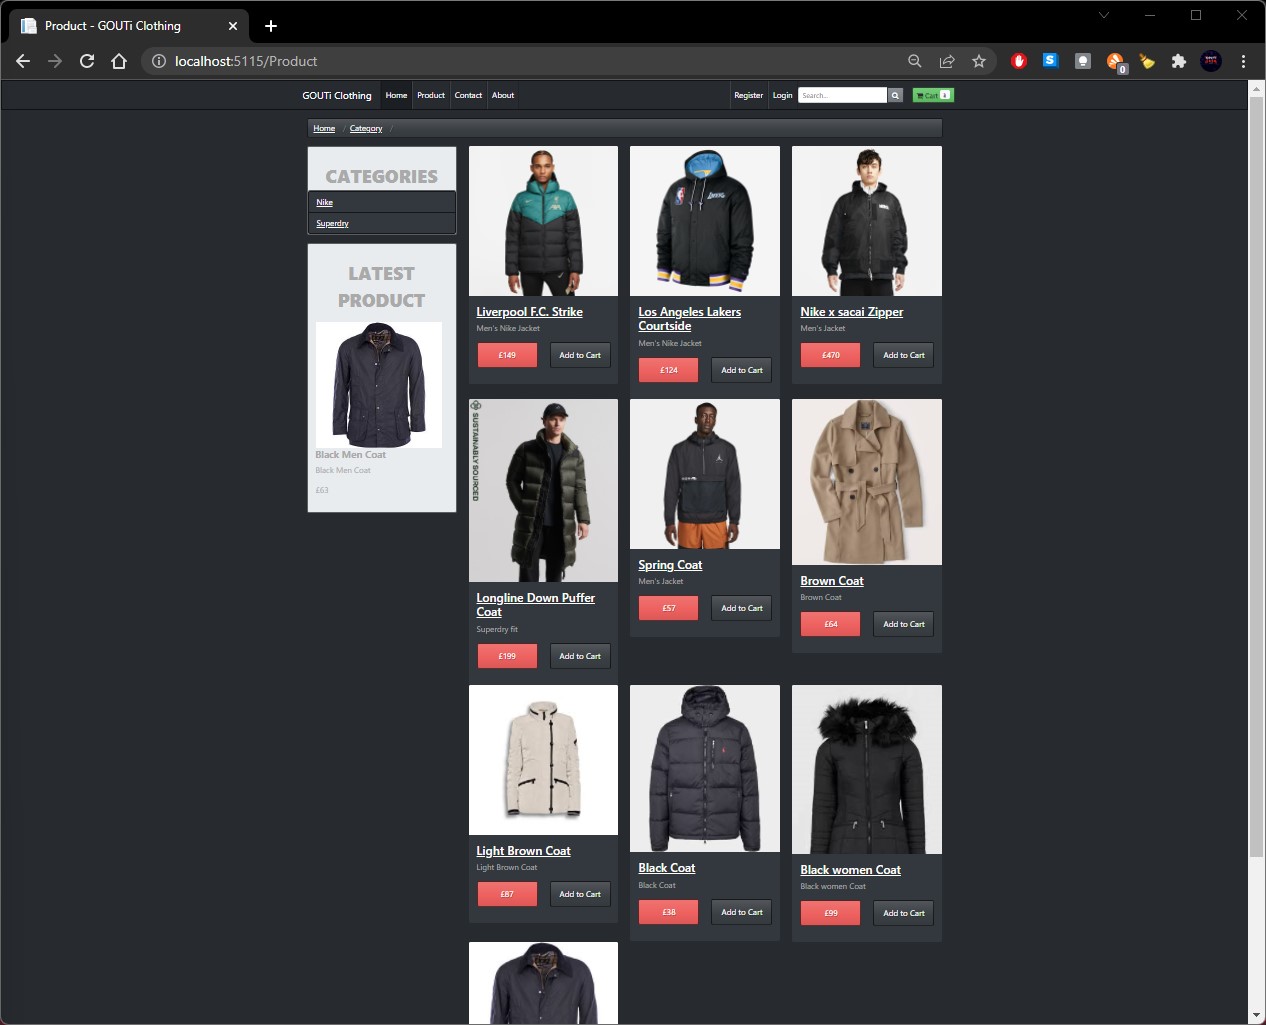 Product - GOUTi Clothing
localhost:5115/Product
0
GOUTi Clothing Home Product Contact About Register Login Search... Cart
Home / Category /
CATEGORIES
Nike
Superdry
LATEST
PRODUCT
Black Men Coat
Black Men Coat
£63
Liverpool F.C. Strike
Men's Nike Jacket
£149 Add to Cart
Los Angeles Lakers
Courtside
Men's Nike Jacket
£124 Add to Cart
Nike x sacai Zipper
Men's Jacket
£470 Add to Cart
SUSTAINABLY SOURCED
Longline Down Puffer
Coat
Superdry fit
£199 Add to Cart
Spring Coat
Men's Jacket
£57 Add to Cart
Brown Coat
Brown Coat
£64 Add to Cart
Light Brown Coat
Light Brown Coat
£87 Add to Cart
Black Coat
Black Coat
£38 Add to Cart
Black women Coat
Black women Coat
£99 Add to Cart